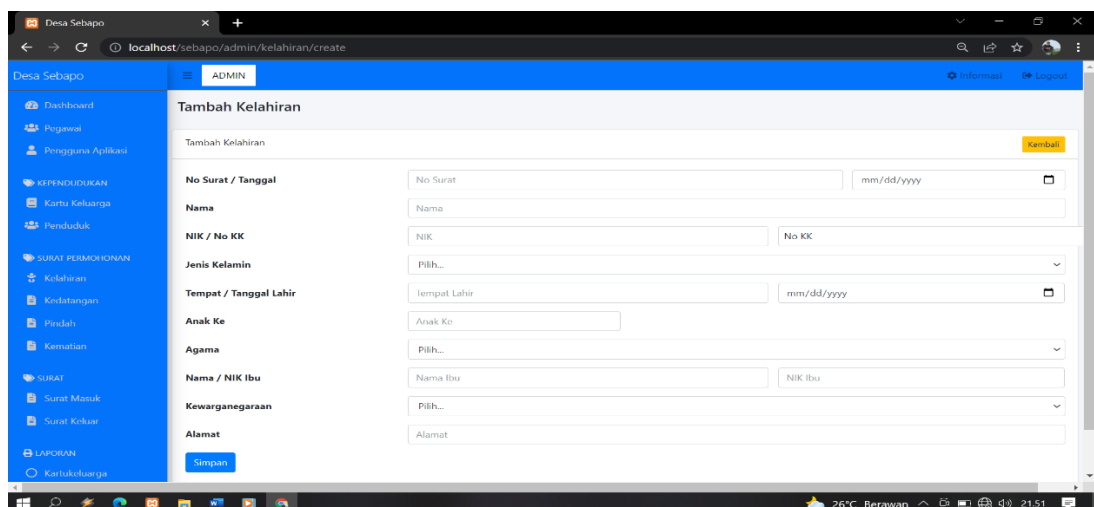 Desa Sebapo
localhost/sebapo/admin/kelahiran/create
Desa Sebapo
ADMIN
Informasi Logout
Dashboard
Pegawai
Pengguna Aplikasi
KEPENDUDUKAN
Kartu Keluarga
Penduduk
SURAT PERMOHONAN
Kelahiran
Kedatangan
Pindah
Kematian
SURAT
Surat Masuk
Surat Keluar
LAPORAN
Kartukeluarga
Tambah Kelahiran
Tambah Kelahiran Kembali
No Surat / Tanggal No Surat mm/dd/yyyy
Nama Nama
NIK / No KK NIK No KK
Jenis Kelamin Pilih...
Tempat / Tanggal Lahir Tempat Lahir mm/dd/yyyy
Anak Ke Anak Ke
Agama Pilih...
Nama / NIK Ibu Nama Ibu NIK Ibu
Kewarganegaraan Pilih...
Alamat Alamat
Simpan
26°C Berawan 21.51